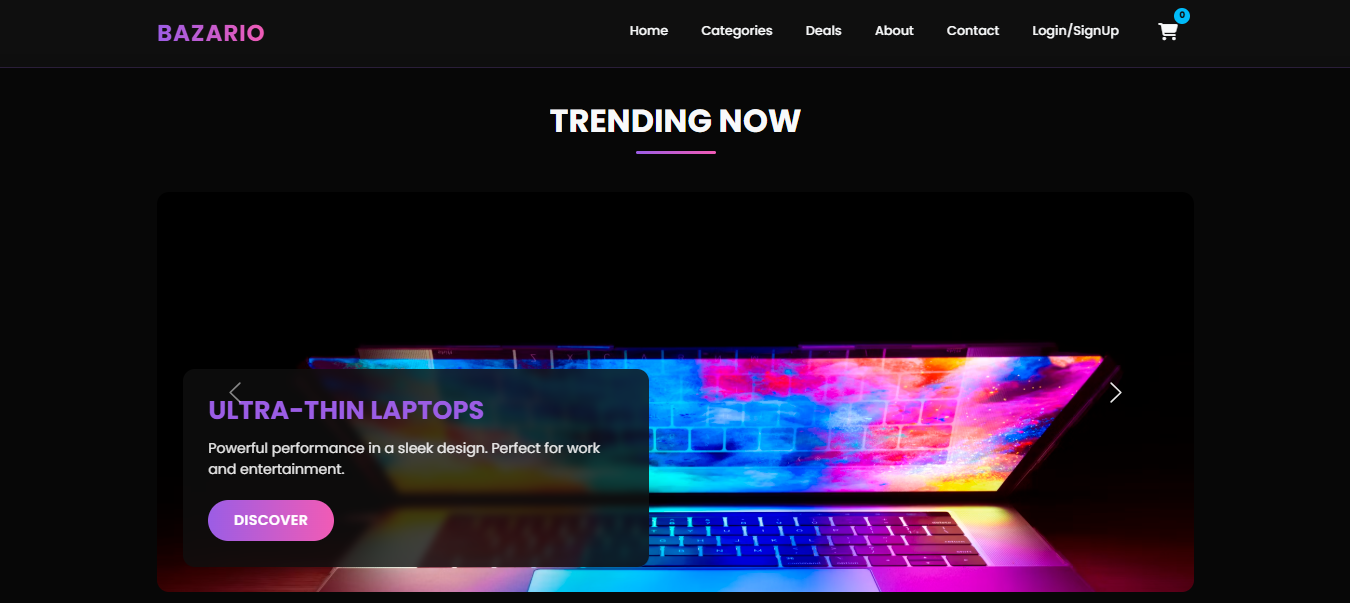 BAZARIO
Home Categories Deals About Contact Login/SignUp 0
TRENDING NOW
ULTRA-THIN LAPTOPS
Powerful performance in a sleek design. Perfect for work
and entertainment.
DISCOVER